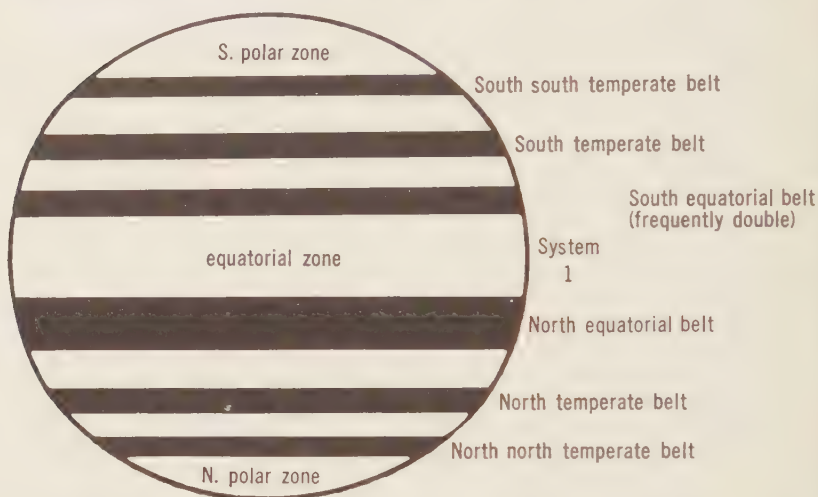 S. polar zone
South south temperate belt
South temperate belt
South equatorial belt
(frequently double)
equatorial zone
System
1
North equatorial belt
North temperate belt
North north temperate belt
N. polar zone